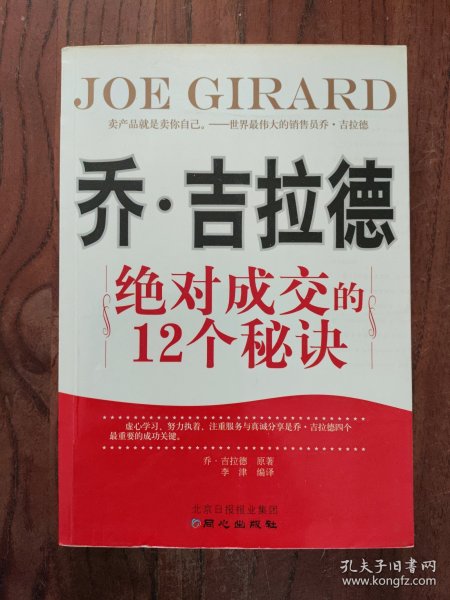 JOE GIRARD
卖产品就是卖你自己。——世界最伟大的销售员乔·吉拉德
乔·吉拉德
绝对成交的
12个秘诀
虚心学习、努力执着、注重服务与真诚分享是乔·吉拉德四个
最重要的成功关键。
乔·吉拉德 原著
李津 编译
北京日报报业集团
同心出版社
孔夫子旧书网
www.kongfz.com